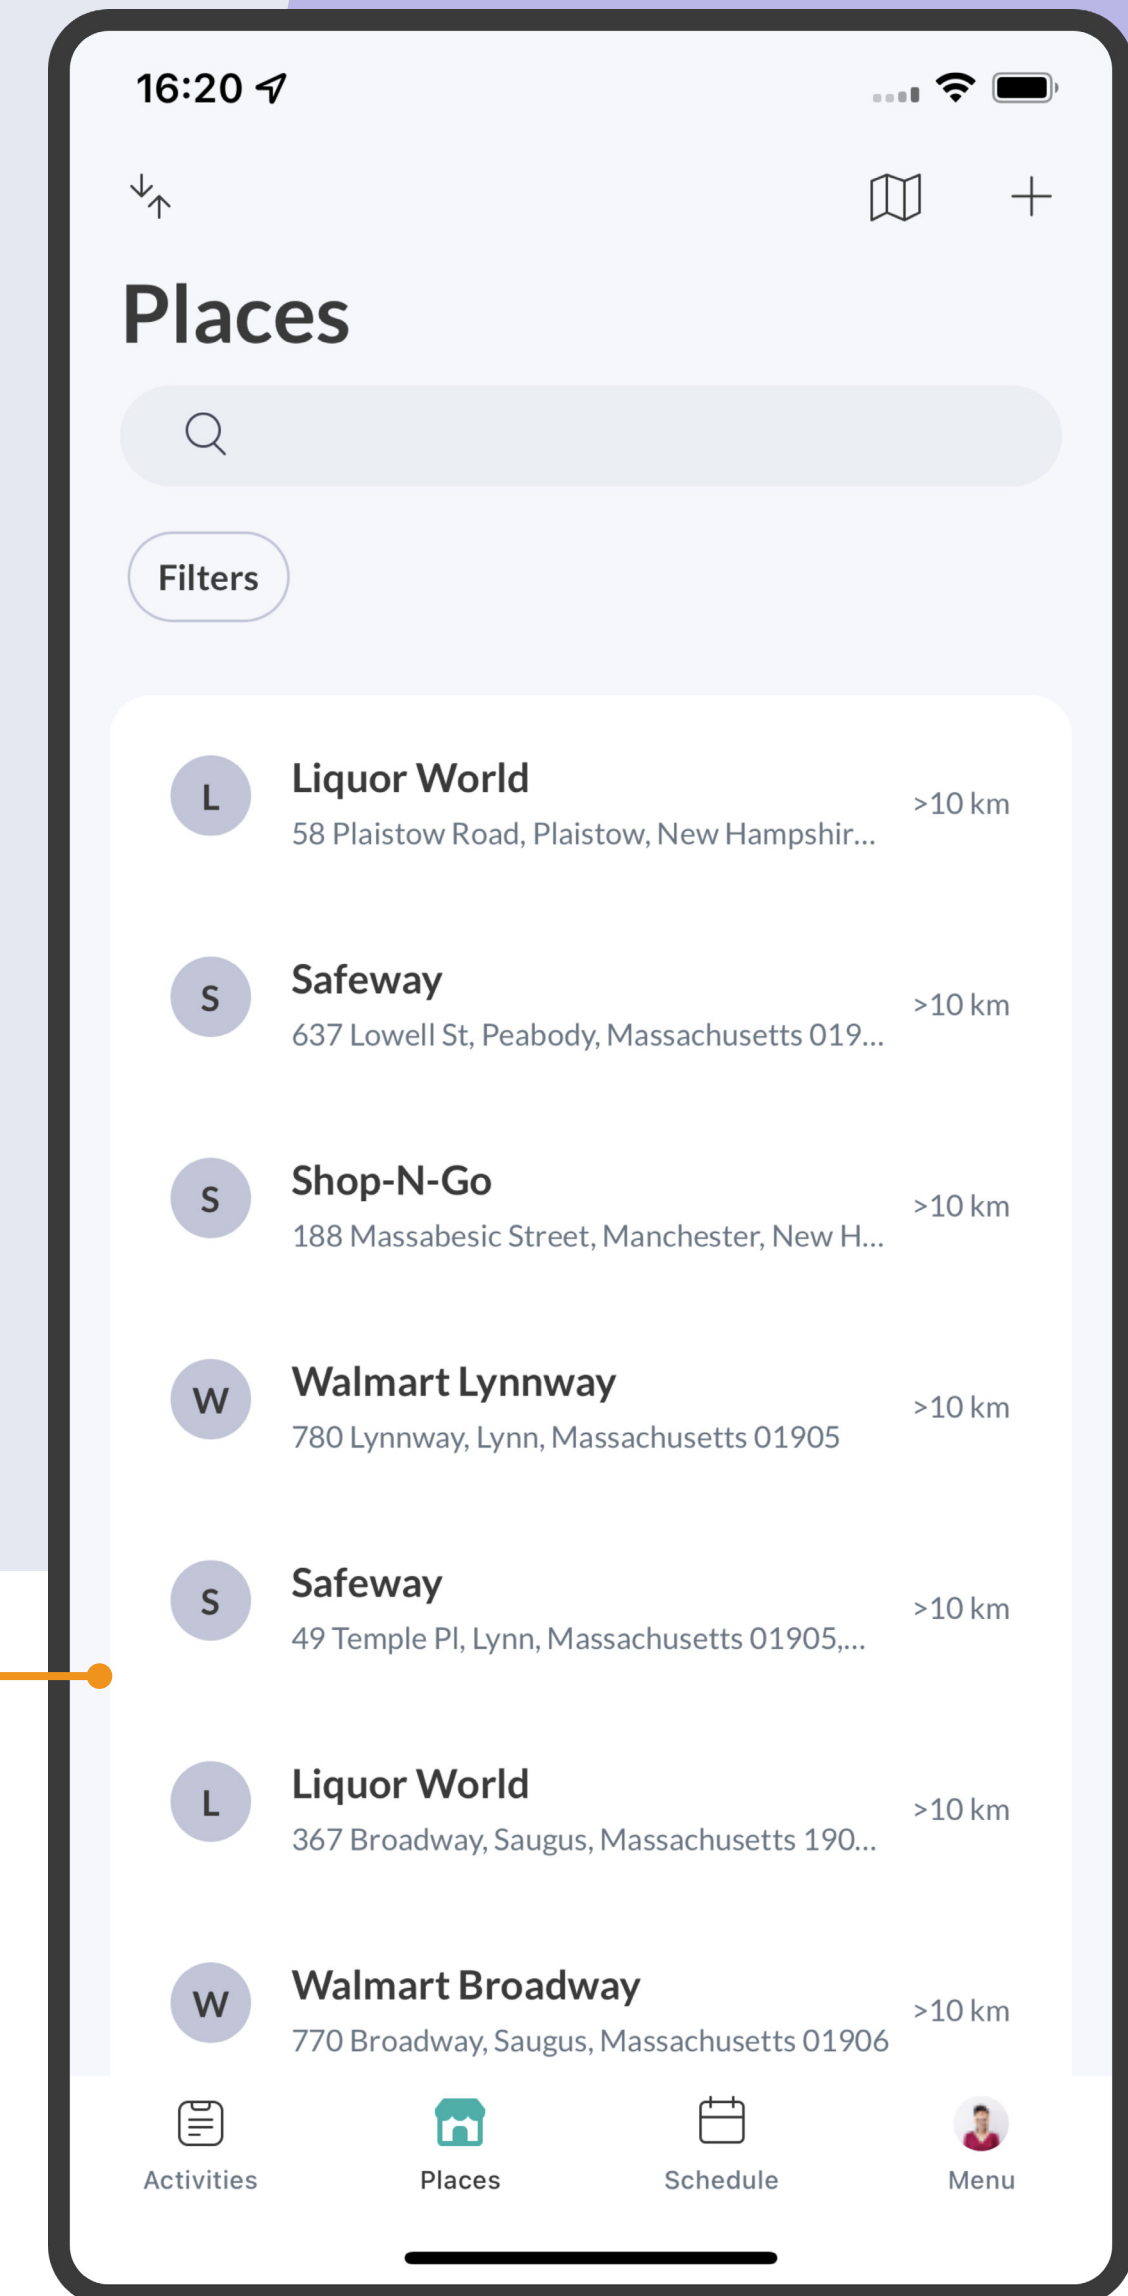 16:20
Places
Filters
L
Liquor World
58 Plaistow Road, Plaistow, New Hampshir...
>10 km
S
Safeway
637 Lowell St, Peabody, Massachusetts 019...
>10 km
S
Shop-N-Go
188 Massabesic Street, Manchester, New H...
>10 km
W
Walmart Lynnway
780 Lynnway, Lynn, Massachusetts 01905
>10 km
S
Safeway
49 Temple Pl, Lynn, Massachusetts 01905,...
>10 km
L
Liquor World
367 Broadway, Saugus, Massachusetts 190...
>10 km
W
Walmart Broadway
770 Broadway, Saugus, Massachusetts 01906
>10 km
Activities Places Schedule Menu